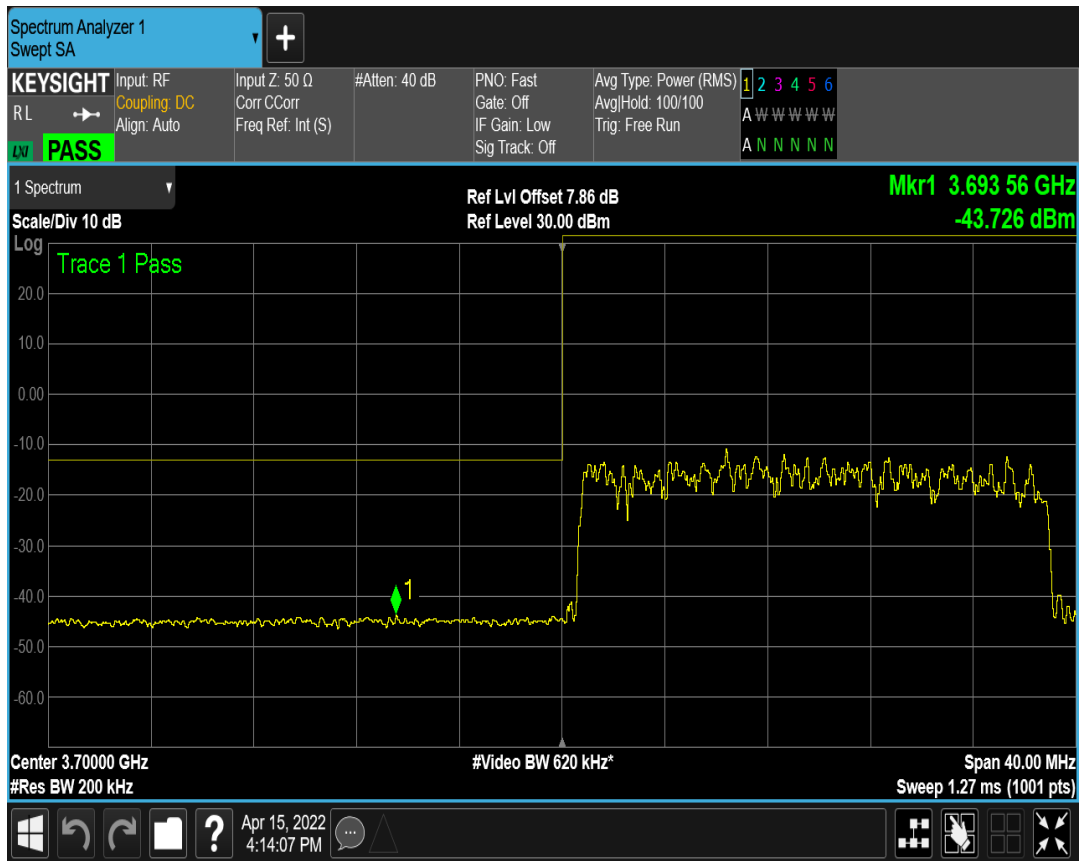 Spectrum Analyzer 1
Swept SA
+
KEYSIGHT
RL
LXI PASS
Input: RF
Coupling: DC
Align: Auto
Input Z: 50 Ω
Corr CCorr
Freq Ref: Int (S)
#Atten: 40 dB
PNO: Fast
Gate: Off
IF Gain: Low
Sig Track: Off
Avg Type: Power (RMS)
Avg|Hold: 100/100
Trig: Free Run
1 2 3 4 5 6
A W W W W W
A N N N N N
1 Spectrum
Scale/Div 10 dB
Ref Lvl Offset 7.86 dB
Ref Level 30.00 dBm
Mkr1 3.693 56 GHz
-43.726 dBm
Log
Trace 1 Pass
20.0
10.0
0.00
-10.0
-20.0
-30.0
-40.0
-50.0
-60.0
1
Center 3.70000 GHz
#Res BW 200 kHz
#Video BW 620 kHz*
Span 40.00 MHz
Sweep 1.27 ms (1001 pts)
?
Apr 15, 2022
4:14:07 PM